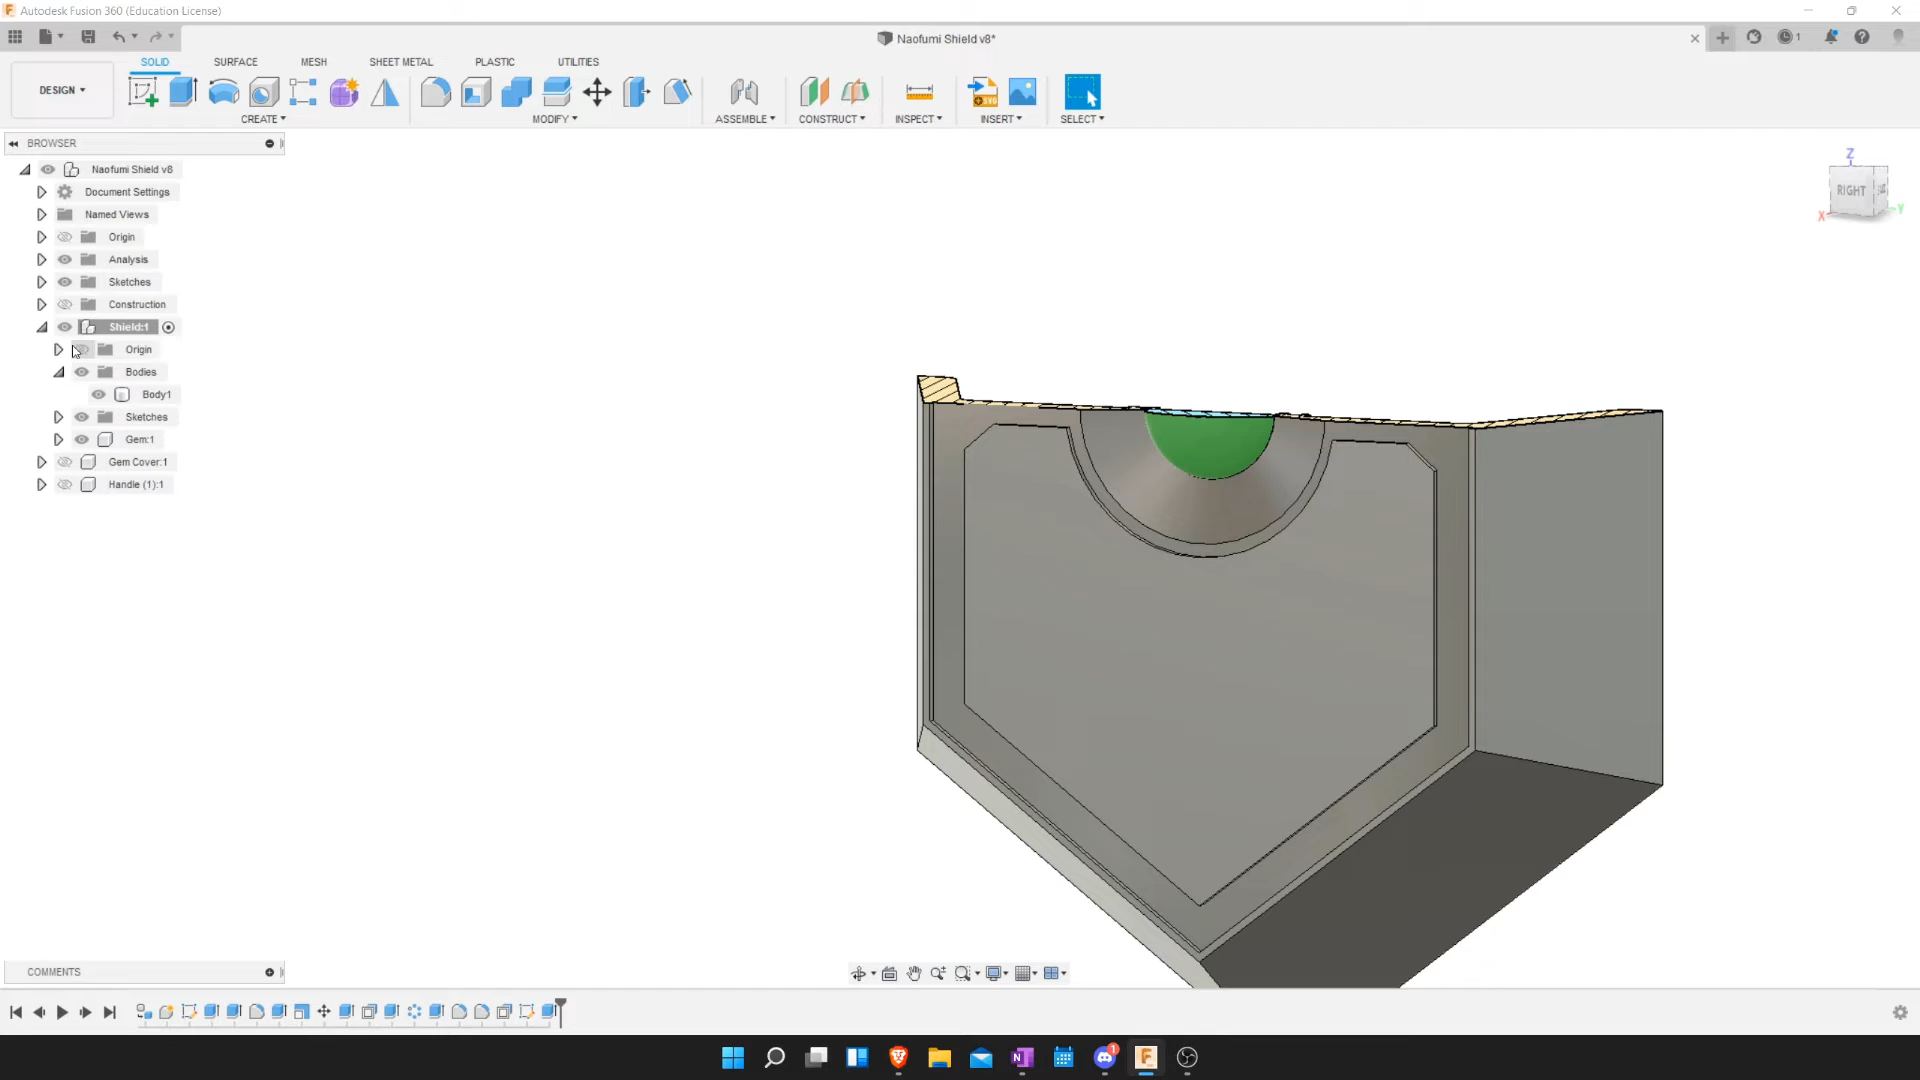 Autodesk Fusion 360 (Education License)
Naofumi Shield v8*
1
SOLID SURFACE MESH SHEET METAL PLASTIC UTILITIES
DESIGN
CREATE MODIFY ASSEMBLE CONSTRUCT INSPECT INSERT SELECT
BROWSER
Naofumi Shield v8
Document Settings
Named Views
Origin
Analysis
Sketches
Construction
Shield:1
Origin
Bodies
Body1
Sketches
Gem:1
Gem Cover:1
Handle (1):1
Z
RIGHT
X
Y
COMMENTS
1